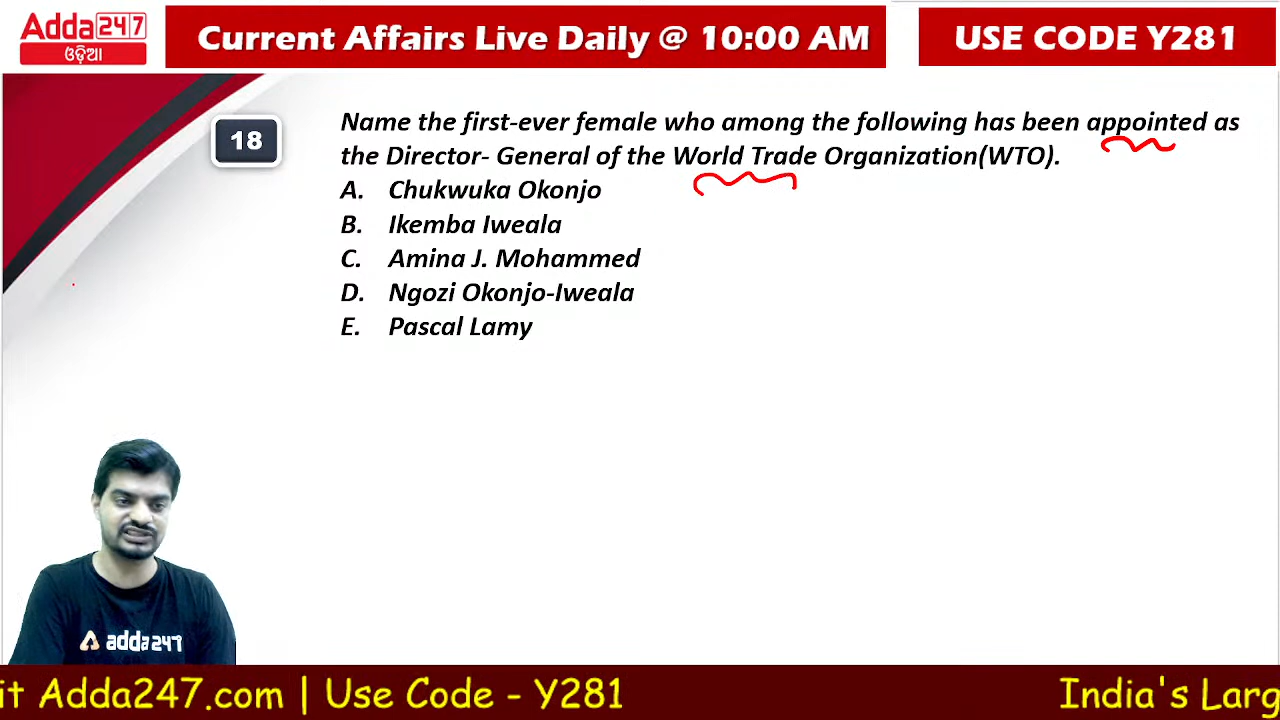 Adda247
ଓଡ଼ିଆ
Current Affairs Live Daily @ 10:00 AM
USE CODE Y281
18
Name the first-ever female who among the following has been appointed as
the Director- General of the World Trade Organization(WTO).
A. Chukwuka Okonjo
B. Ikemba Iweala
C. Amina J. Mohammed
D. Ngozi Okonjo-Iweala
E. Pascal Lamy
adda247
it Adda247.com | Use Code - Y281
India's Larg